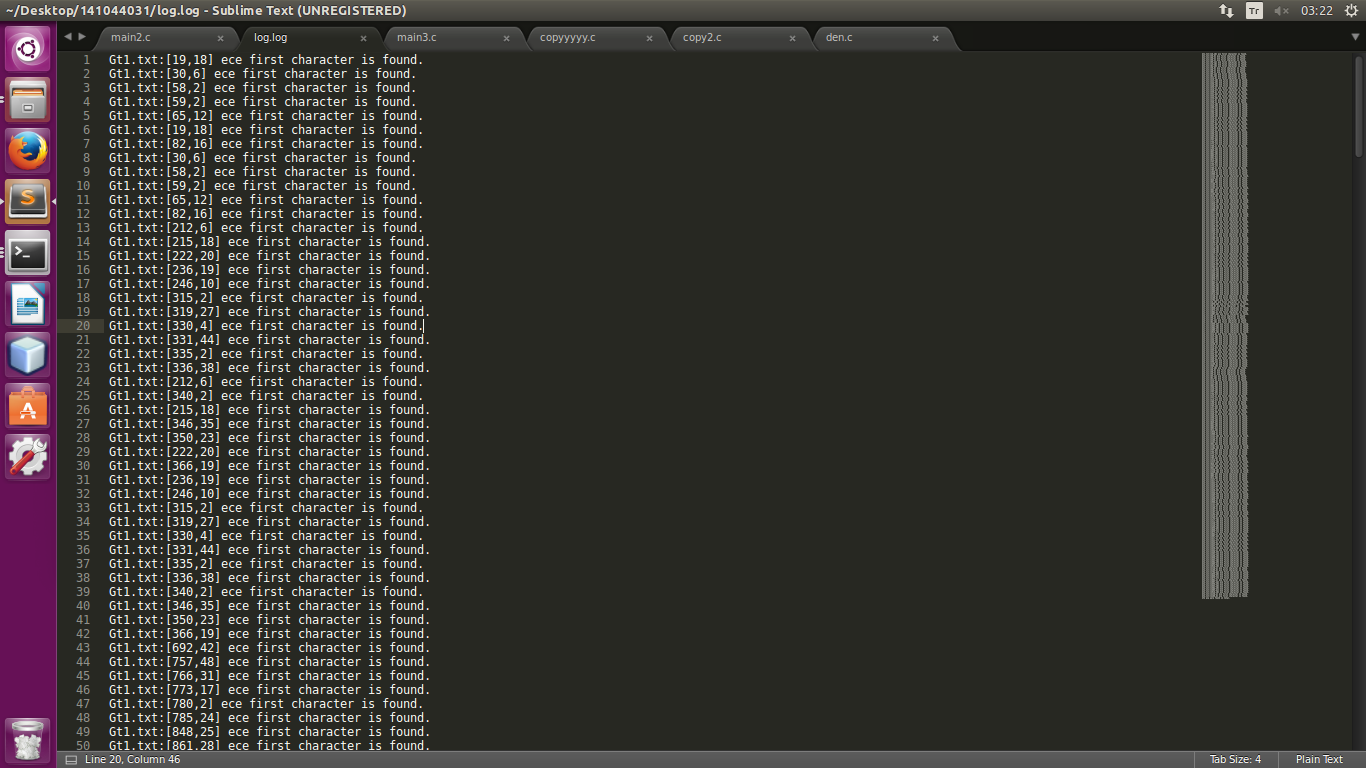 ~/Desktop/141044031/log.log - Sublime Text (UNREGISTERED)
Tr
03:22
main2.c
log.log
main3.c
copyyyyy.c
copy2.c
den.c
1 Gt1.txt:[19,18] ece first character is found.
2 Gt1.txt:[30,6] ece first character is found.
3 Gt1.txt:[58,2] ece first character is found.
4 Gt1.txt:[59,2] ece first character is found.
5 Gt1.txt:[65,12] ece first character is found.
6 Gt1.txt:[19,18] ece first character is found.
7 Gt1.txt:[82,16] ece first character is found.
8 Gt1.txt:[30,6] ece first character is found.
9 Gt1.txt:[58,2] ece first character is found.
10 Gt1.txt:[59,2] ece first character is found.
11 Gt1.txt:[65,12] ece first character is found.
12 Gt1.txt:[82,16] ece first character is found.
13 Gt1.txt:[212,6] ece first character is found.
14 Gt1.txt:[215,18] ece first character is found.
15 Gt1.txt:[222,20] ece first character is found.
16 Gt1.txt:[236,19] ece first character is found.
17 Gt1.txt:[246,10] ece first character is found.
18 Gt1.txt:[315,2] ece first character is found.
19 Gt1.txt:[319,27] ece first character is found.
20 Gt1.txt:[330,4] ece first character is found.
21 Gt1.txt:[331,44] ece first character is found.
22 Gt1.txt:[335,2] ece first character is found.
23 Gt1.txt:[336,38] ece first character is found.
24 Gt1.txt:[212,6] ece first character is found.
25 Gt1.txt:[340,2] ece first character is found.
26 Gt1.txt:[215,18] ece first character is found.
27 Gt1.txt:[346,35] ece first character is found.
28 Gt1.txt:[350,23] ece first character is found.
29 Gt1.txt:[222,20] ece first character is found.
30 Gt1.txt:[366,19] ece first character is found.
31 Gt1.txt:[236,19] ece first character is found.
32 Gt1.txt:[246,10] ece first character is found.
33 Gt1.txt:[315,2] ece first character is found.
34 Gt1.txt:[319,27] ece first character is found.
35 Gt1.txt:[330,4] ece first character is found.
36 Gt1.txt:[331,44] ece first character is found.
37 Gt1.txt:[335,2] ece first character is found.
38 Gt1.txt:[336,38] ece first character is found.
39 Gt1.txt:[340,2] ece first character is found.
40 Gt1.txt:[346,35] ece first character is found.
41 Gt1.txt:[350,23] ece first character is found.
42 Gt1.txt:[366,19] ece first character is found.
43 Gt1.txt:[692,42] ece first character is found.
44 Gt1.txt:[757,48] ece first character is found.
45 Gt1.txt:[766,31] ece first character is found.
46 Gt1.txt:[773,17] ece first character is found.
47 Gt1.txt:[780,2] ece first character is found.
48 Gt1.txt:[785,24] ece first character is found.
49 Gt1.txt:[848,25] ece first character is found.
50 Gt1.txt:[861,28] ece first character is found.
Line 20, Column 46
Tab Size: 4
Plain Text